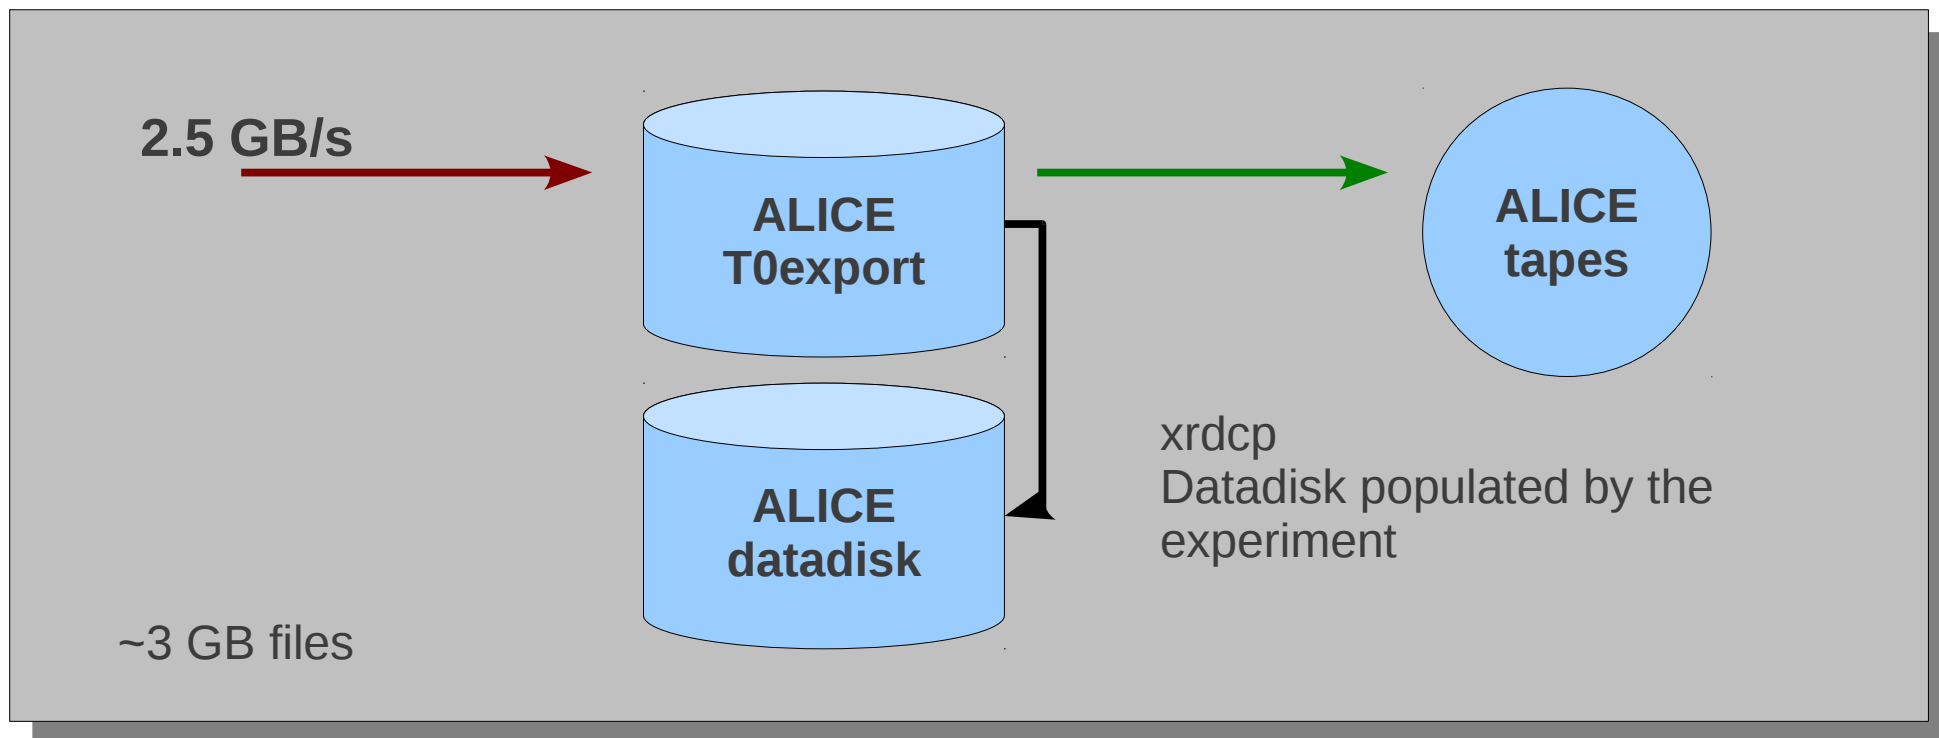 2.5 GB/s
ALICE
T0export
ALICE
tapes
ALICE
datadisk
xrdcp
Datadisk populated by the
experiment
~3 GB files